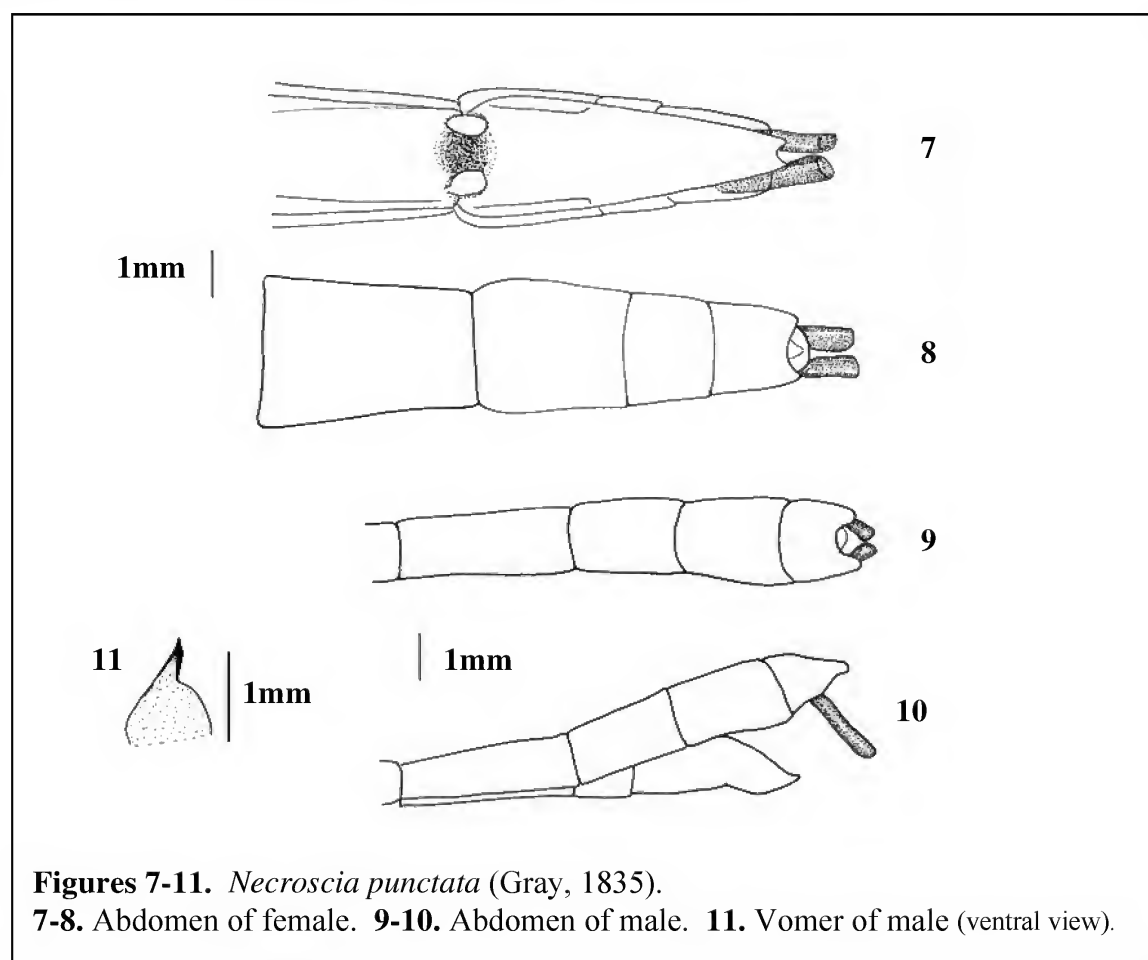 7
1mm
8
9
11
1mm
1mm
10
Figures 7-11. Necroscia punctata (Gray, 1835).
7-8. Abdomen of female. 9-10. Abdomen of male. 11. Vomer of male (ventral view).